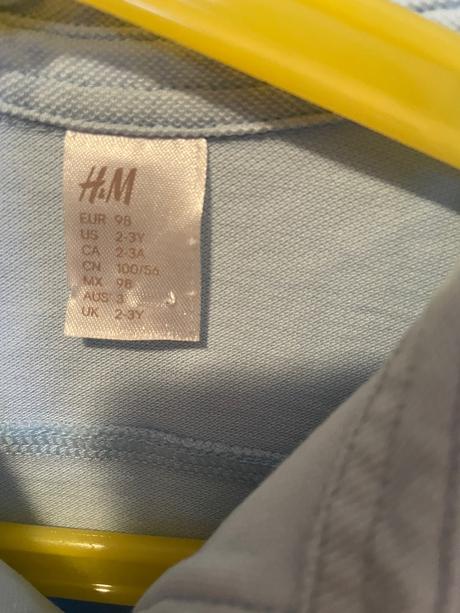 H&M
EUR 98
US 2-3Y
CA 2-3A
CN 100/56
MX 98
AUS 3
UK 2-3Y